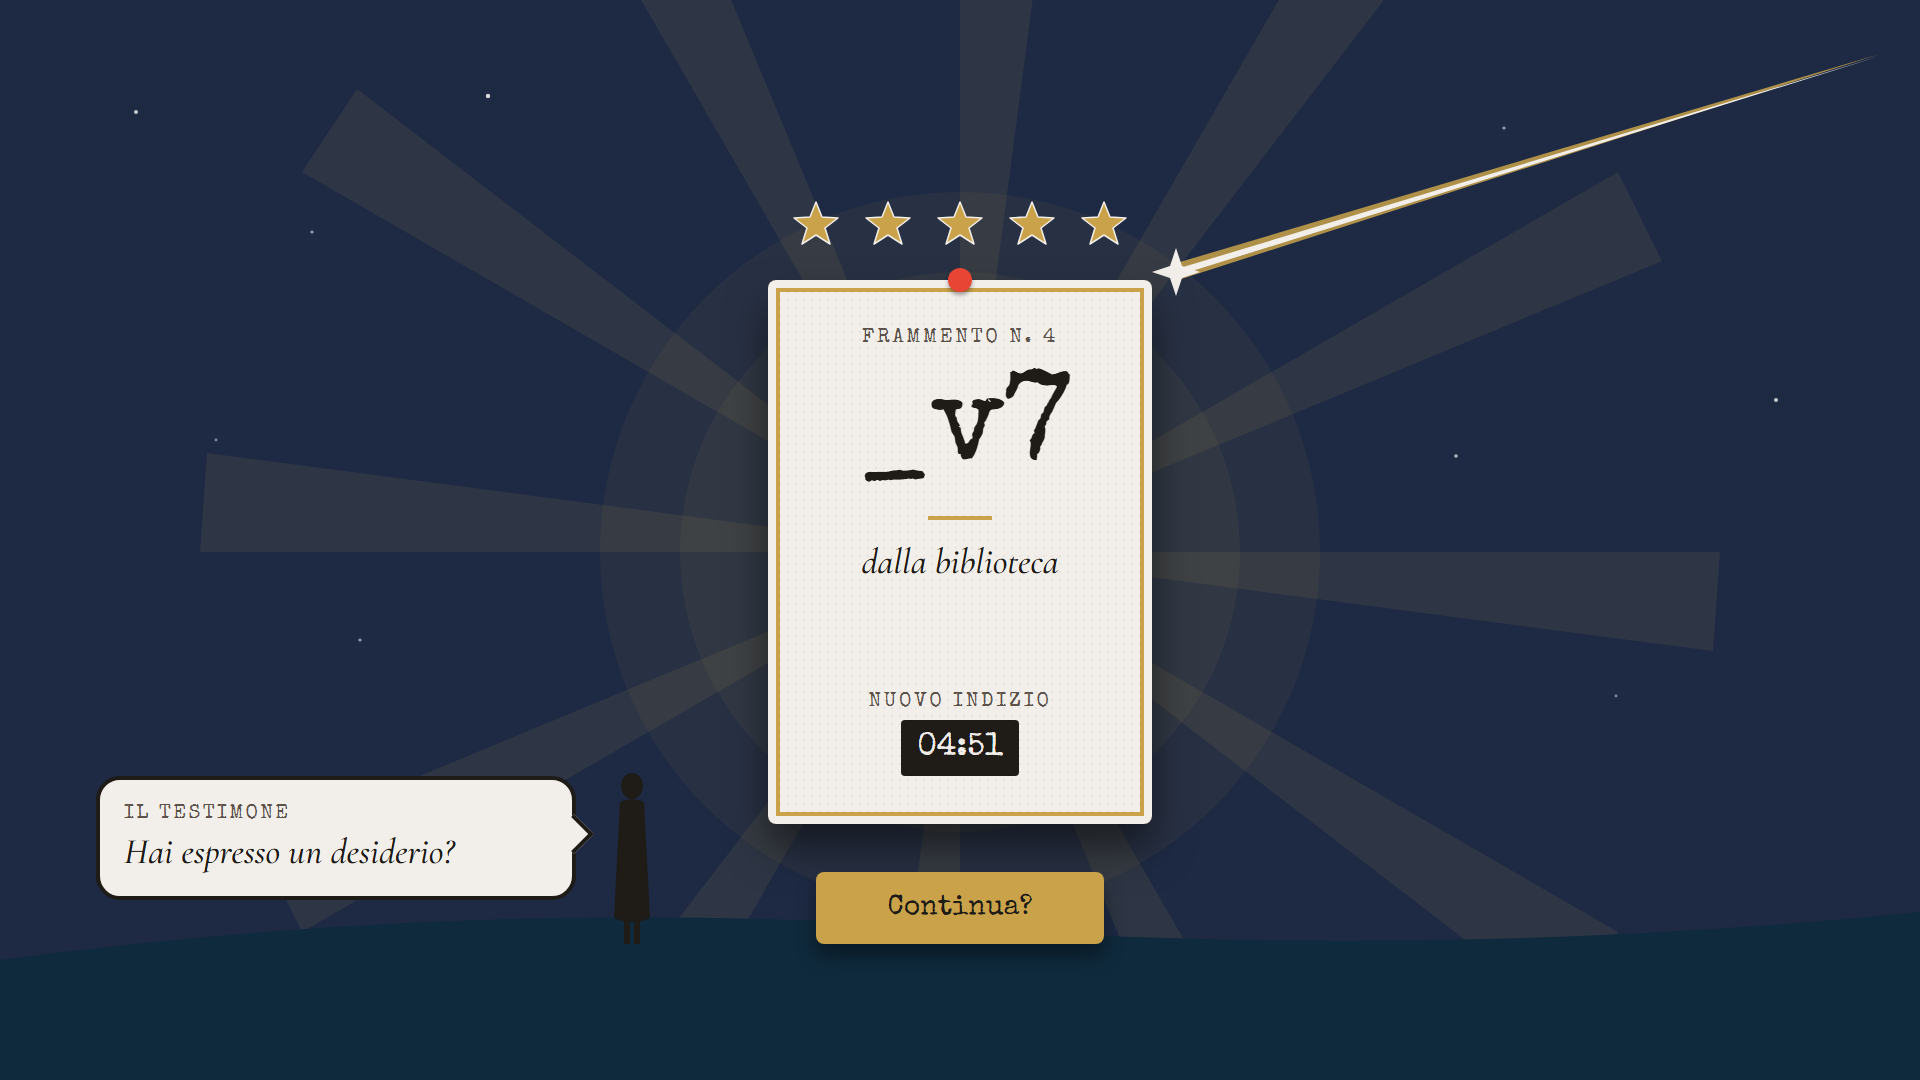 FRAMMENTO N. 4
_v7
dalla biblioteca
NUOVO INDIZIO
04:51
IL TESTIMONE
Hai espresso un desiderio?
Continua?